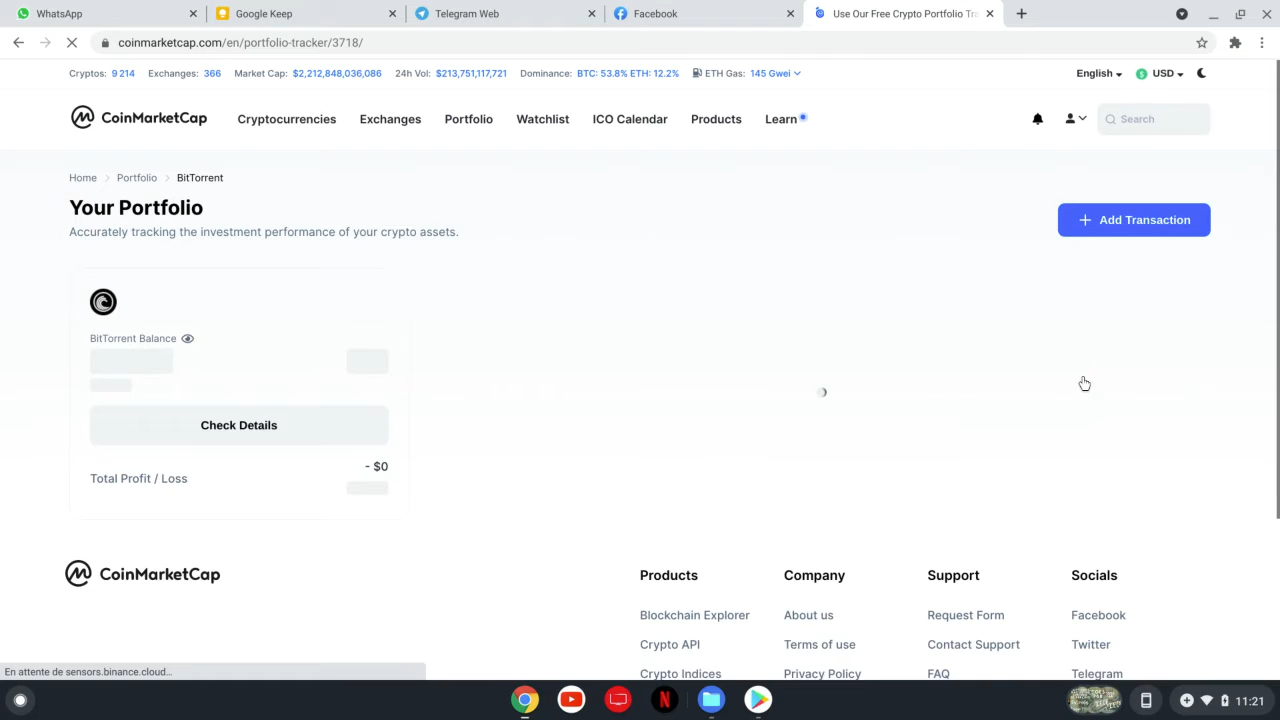 WhatsApp
Google Keep
Telegram Web
Facebook
Use Our Free Crypto Portfolio Tra
coinmarketcap.com/en/portfolio-tracker/3718/
Cryptos: 9 214 Exchanges: 366 Market Cap: $2,212,848,036,086 24h Vol: $213,751,117,721 Dominance: BTC: 53.8% ETH: 12.2% ETH Gas: 145 Gwei English USD
CoinMarketCap Cryptocurrencies Exchanges Portfolio Watchlist ICO Calendar Products Learn Search
Home Portfolio BitTorrent
Your Portfolio
Accurately tracking the investment performance of your crypto assets.
+ Add Transaction
BitTorrent Balance
Check Details
- $0
Total Profit / Loss
CoinMarketCap
Products Company Support Socials
Blockchain Explorer About us Request Form Facebook
Crypto API Terms of use Contact Support Twitter
Crypto Indices Privacy Policy FAQ Telegram
En attente de sensors.binance.cloud...
11:21